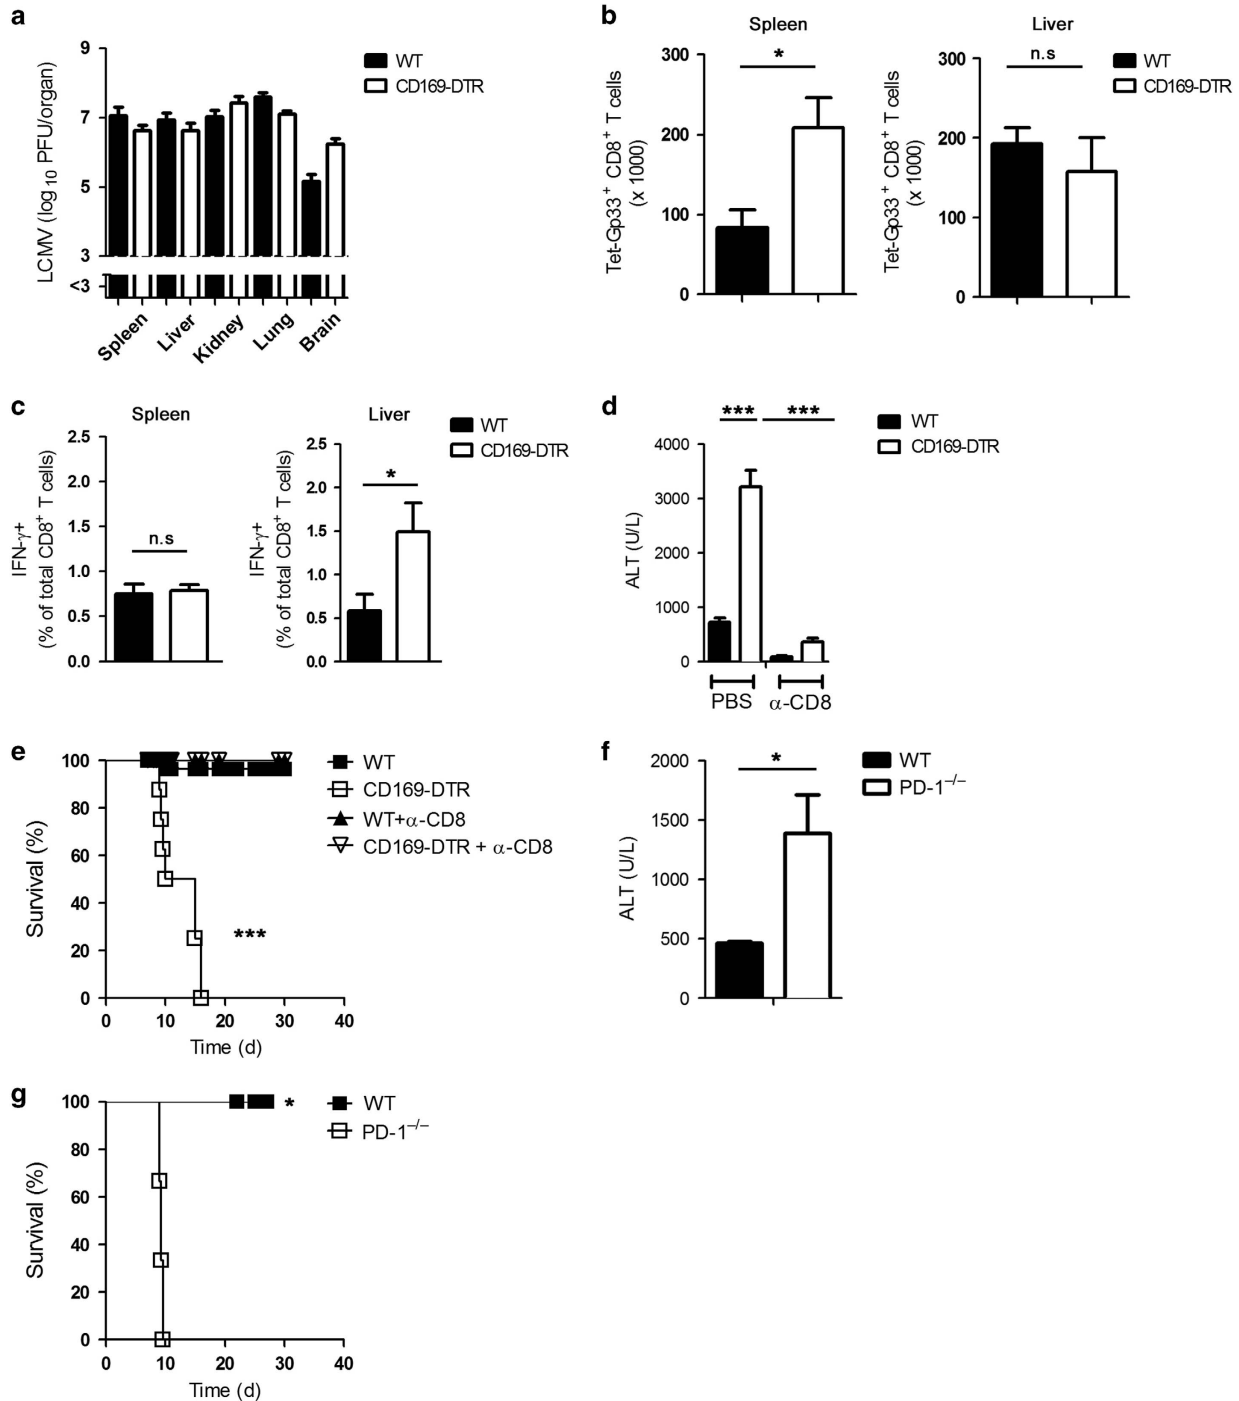 a
9
7
5
3
<3
LCMV (log 10 PFU/organ)
Spleen
Liver
Kidney
Lung
Brain
WT
CD169-DTR
b
Spleen
300
200
100
0
Tet-Gp33+ CD8+ T cells
(x 1000)
*
Liver
300
200
100
0
Tet-Gp33+ CD8+ T cells
(x 1000)
n.s
WT
CD169-DTR
c
Spleen
2.5
2.0
1.5
1.0
0.5
0.0
IFN-γ+
(% of total CD8+ T cells)
n.s
Liver
2.5
2.0
1.5
1.0
0.5
0.0
IFN-γ+
(% of total CD8+ T cells)
*
WT
CD169-DTR
d
*** ***
4000
3000
2000
1000
0
ALT (U/L)
PBS α-CD8
WT
CD169-DTR
e
100
80
60
40
20
0
Survival (%)
***
0 10 20 30 40
Time (d)
WT
CD169-DTR
WT+α-CD8
CD169-DTR + α-CD8
f
2000
1500
1000
500
0
ALT (U/L)
*
WT
PD-1−/−
g
100
80
60
40
20
0
Survival (%)
*
0 10 20 30 40
Time (d)
WT
PD-1−/−